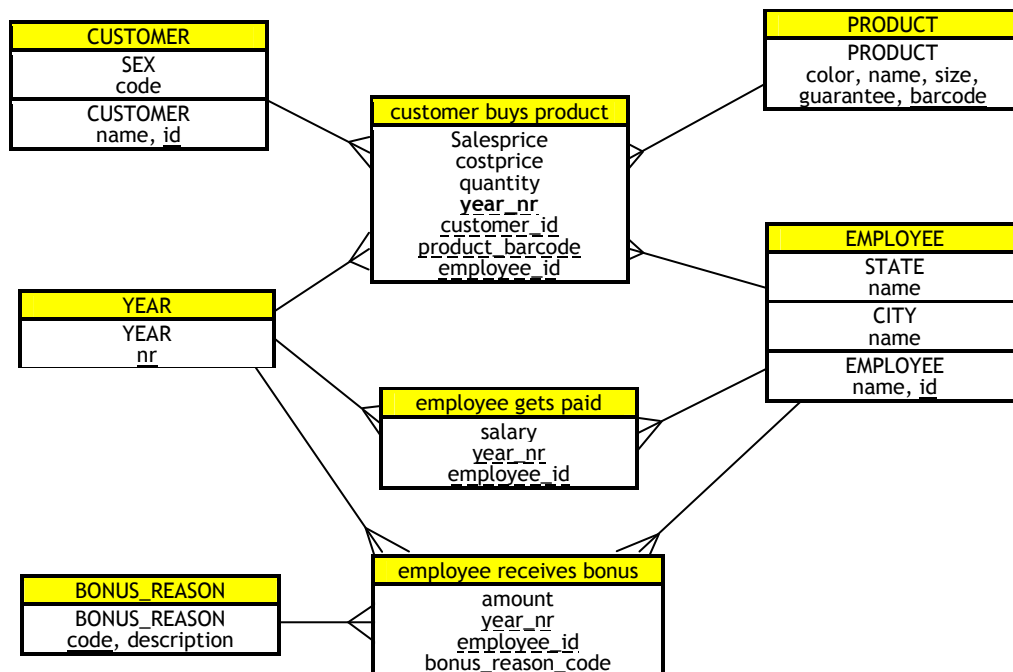 CUSTOMER
SEX
code
CUSTOMER
name, id
PRODUCT
PRODUCT
color, name, size,
guarantee, barcode
customer buys product
Salesprice
costprice
quantity
year_nr
customer_id
product_barcode
employee_id
EMPLOYEE
STATE
name
CITY
name
EMPLOYEE
name, id
YEAR
YEAR
nr
employee gets paid
salary
year_nr
employee_id
BONUS_REASON
BONUS_REASON
code, description
employee receives bonus
amount
year_nr
employee_id
bonus_reason_code